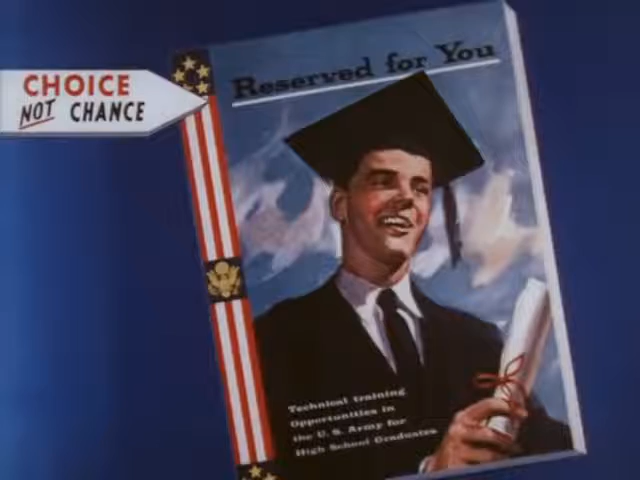 CHOICE
NOT CHANCE
Reserved for You
Technical training
Opportunities in
the U. S. Army for
High School Graduates